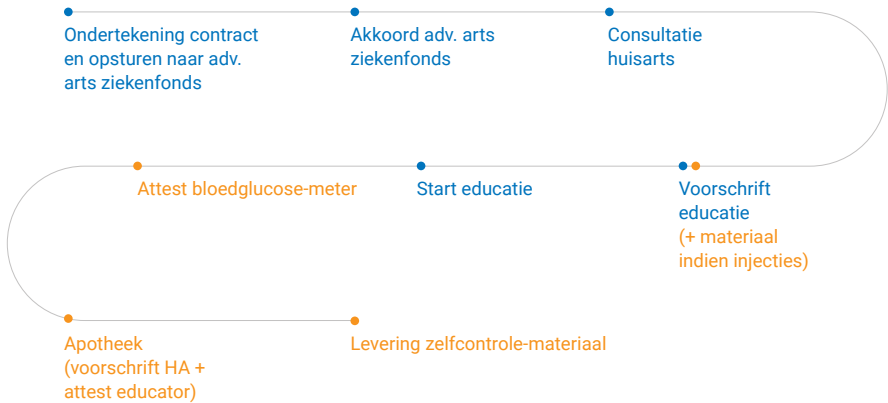 Ondertekening contract
en opsturen naar adv.
arts ziekenfonds
Akkoord adv. arts
ziekenfonds
Consultatie
huisarts
Attest bloedglucose-meter
Start educatie
Voorschrift
educatie
(+ materiaal
indien injecties)
Apotheek
(voorschrift HA +
attest educator)
Levering zelfcontrole-materiaal